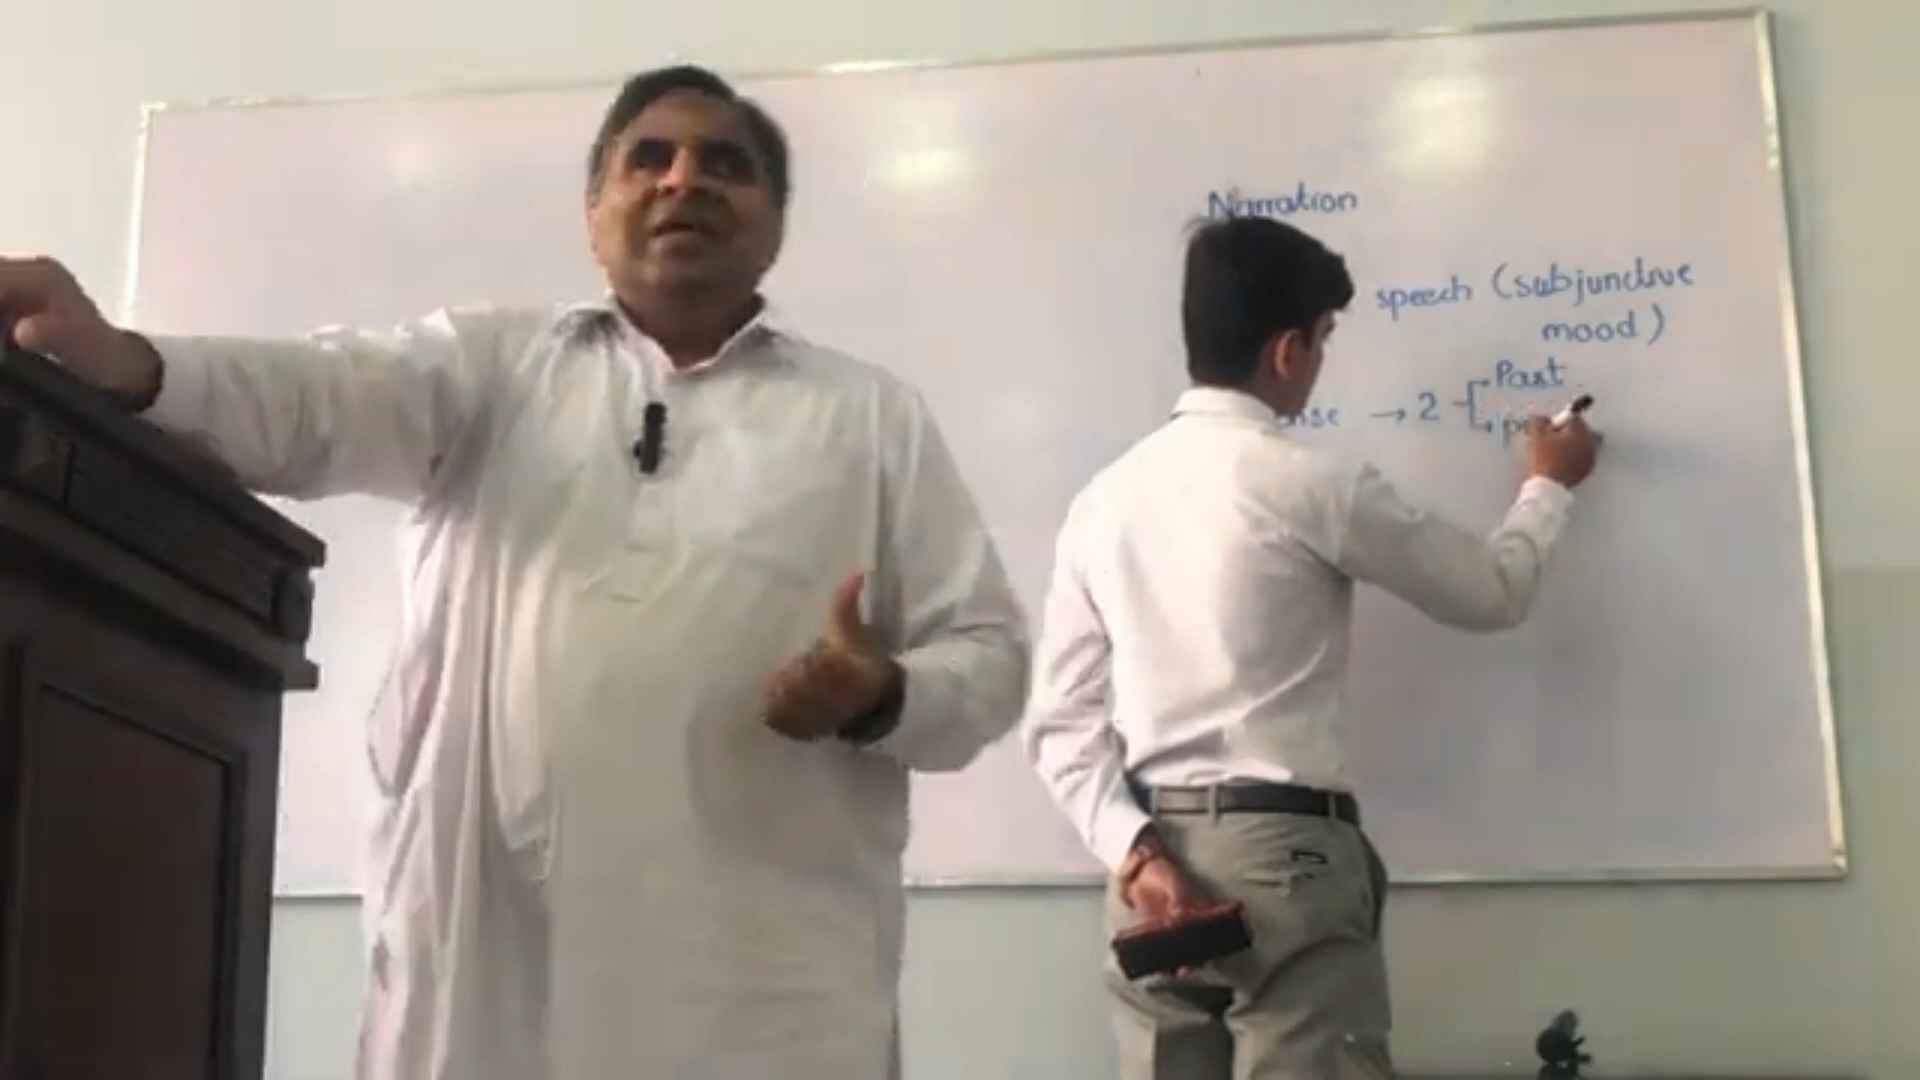 Narration
speech (subjunctive
mood)
→ 2 Past